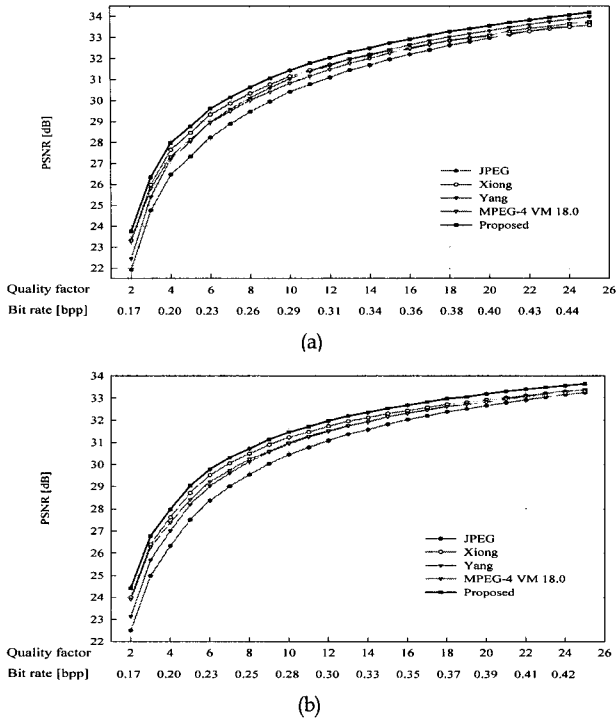 34
33
32
31
30
29
28
27
26
25
24
23
22
PSNR [dB]
JPEG
Xiong
Yang
MPEG-4 VM 18.0
Proposed
Quality factor 2 4 6 8 10 12 14 16 18 20 22 24 26
Bit rate [bpp] 0.17 0.20 0.23 0.26 0.29 0.31 0.34 0.36 0.38 0.40 0.43 0.44
(a)
34
33
32
31
30
29
28
27
26
25
24
23
22
PSNR [dB]
JPEG
Xiong
Yang
MPEG-4 VM 18.0
Proposed
Quality factor 2 4 6 8 10 12 14 16 18 20 22 24 26
Bit rate [bpp] 0.17 0.20 0.23 0.25 0.28 0.30 0.33 0.35 0.37 0.39 0.41 0.42
(b)